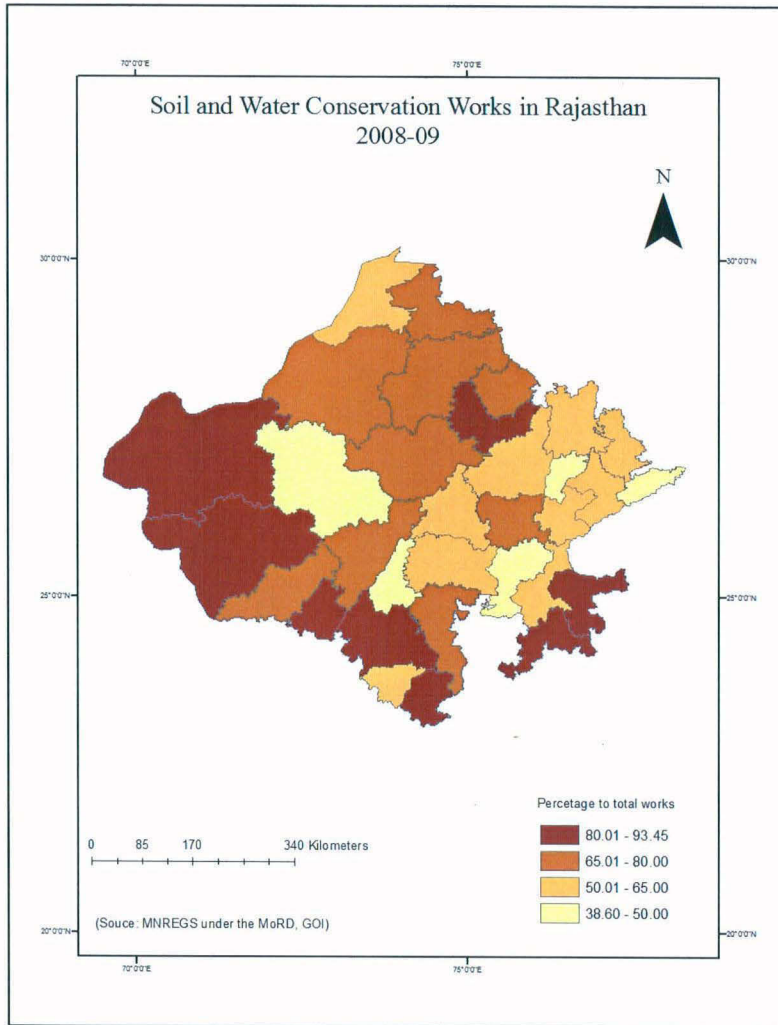 70°0'0"E 75°0'0"E
Soil and Water Conservation Works in Rajasthan
2008-09
N
30°0'0"N 30°0'0"N
25°0'0"N 25°0'0"N
Percetage to total works
80.01 - 93.45
65.01 - 80.00
50.01 - 65.00
38.60 - 50.00
0 85 170 340 Kilometers
(Souce: MNREGS under the MoRD, GOI)
20°0'0"N 20°0'0"N
70°0'0"E 75°0'0"E